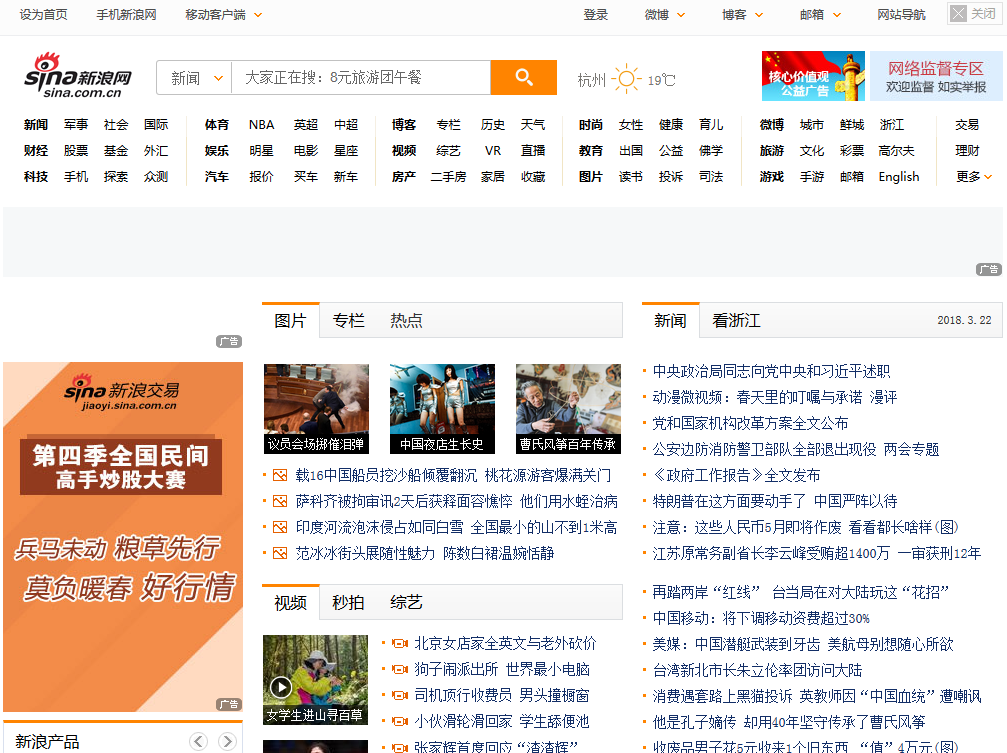 设为首页 手机新浪网 移动客户端 登录 微博 博客 邮箱 网站导航 关闭
sina新浪网
sina.com.cn
新闻 大家正在搜：8元旅游团午餐 杭州 19℃
核心价值观
公益广告
网络监督专区
欢迎监督 如实举报
新闻 军事 社会 国际 体育 NBA 英超 中超 博客 专栏 历史 天气 时尚 女性 健康 育儿 微博 城市 鲜城 浙江 交易
财经 股票 基金 外汇 娱乐 明星 电影 星座 视频 综艺 VR 直播 教育 出国 公益 佛学 旅游 文化 彩票 高尔夫 理财
科技 手机 探索 众测 汽车 报价 买车 新车 房产 二手房 家居 收藏 图片 读书 投诉 司法 游戏 手游 邮箱 English 更多
广告
广告
sina新浪交易
jiaoyi.sina.com.cn
第四季全国民间
高手炒股大赛
兵马未动 粮草先行
莫负暖春 好行情
广告
新浪产品
图片 专栏 热点
议员会场掷催泪弹 中国夜店生长史 曹氏风筝百年传承
载16中国船员挖沙船倾覆翻沉 桃花源游客爆满关门
萨科齐被拘审讯2天后获释面容憔悴 他们用水蛭治病
印度河流泡沫侵占如同白雪 全国最小的山不到1米高
范冰冰街头展随性魅力 陈数白裙温婉恬静
视频 秒拍 综艺
女学生进山寻百草
北京女店家全英文与老外砍价
狗子闹派出所 世界最小电脑
司机顶行收费员 男头撞橱窗
小伙滑轮滑回家 学生舔便池
张家辉首度回应“渣渣辉”
新闻 看浙江 2018.3.22
中央政治局同志向党中央和习近平述职
动漫微视频：春天里的叮嘱与承诺 漫评
党和国家机构改革方案全文公布
公安边防消防警卫部队全部退出现役 两会专题
《政府工作报告》全文发布
特朗普在这方面要动手了 中国严阵以待
注意：这些人民币5月即将作废 看看都长啥样(图)
江苏原常务副省长李云峰受贿超1400万 一审获刑12年
再踏两岸“红线” 台当局在对大陆玩这“花招”
中国移动：将下调移动资费超过30%
美媒：中国潜艇武装到牙齿 美航母别想随心所欲
台湾新北市长朱立伦率团访问大陆
消费遇套路上黑猫投诉 英教师因“中国血统”遭嘲讽
他是孔子嫡传 却用40年坚守传承了曹氏风筝
收废品男子花5元收来1个旧东西 “值”4万元(图)